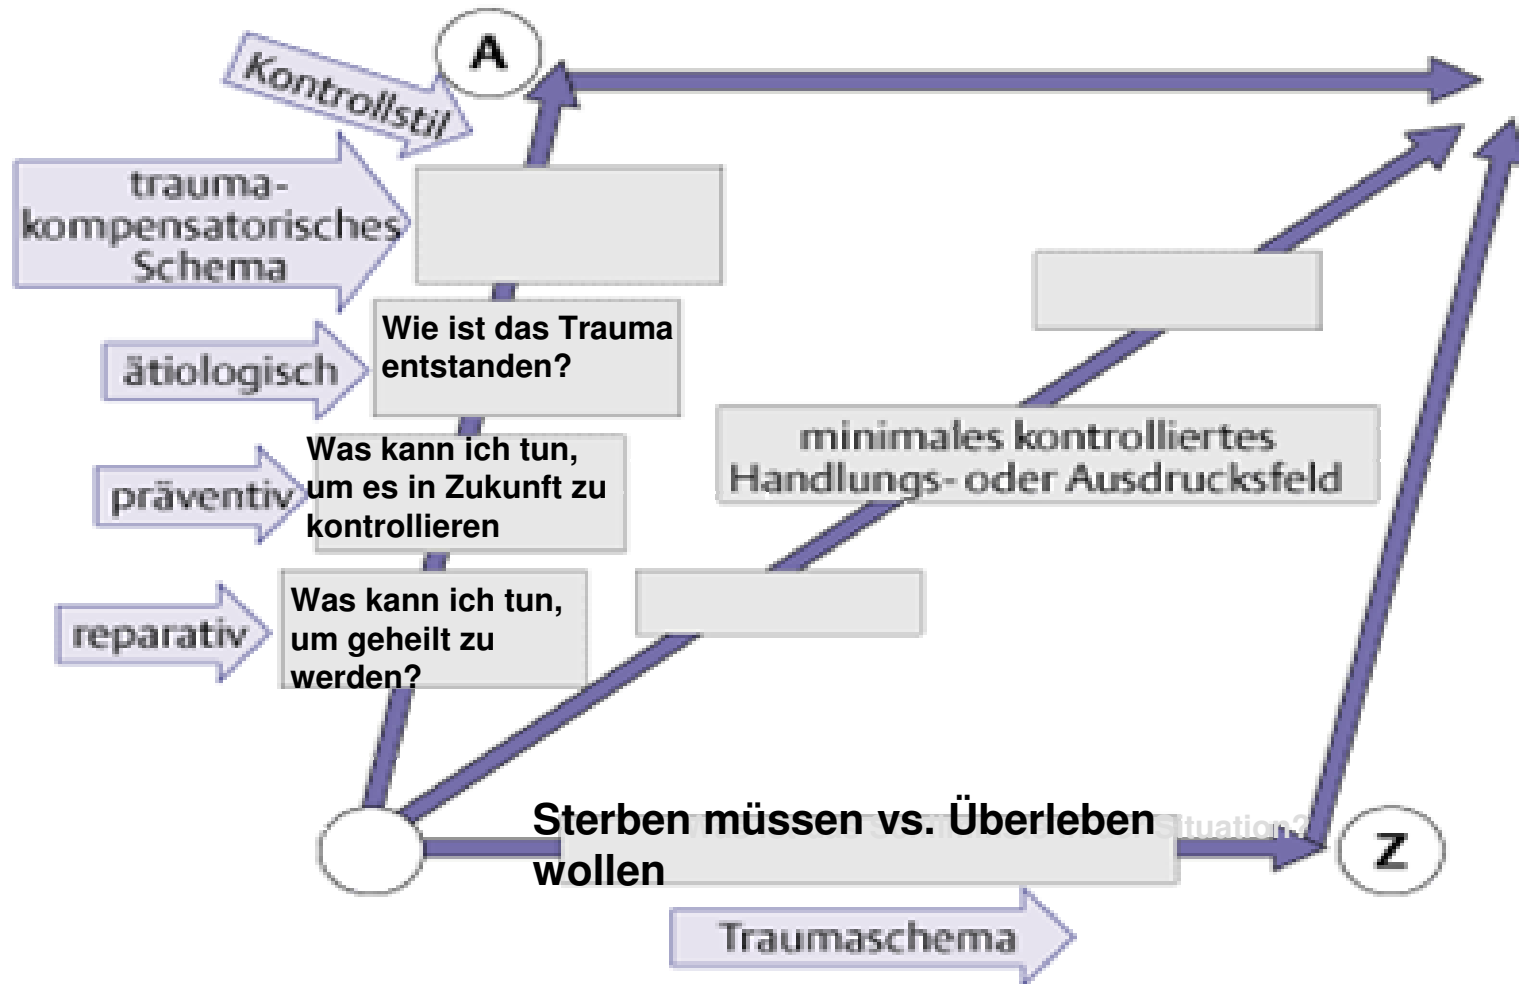 A
Kontrollstil
trauma-
kompensatorisches
Schema
ätiologisch
Wie ist das Trauma
entstanden?
präventiv
Was kann ich tun,
um es in Zukunft zu
kontrollieren
minimales kontrolliertes
Handlungs- oder Ausdrucksfeld
reparativ
Was kann ich tun,
um geheilt zu
werden?
Sterben müssen vs. Überleben
wollen
Situation?
Z
Traumaschema